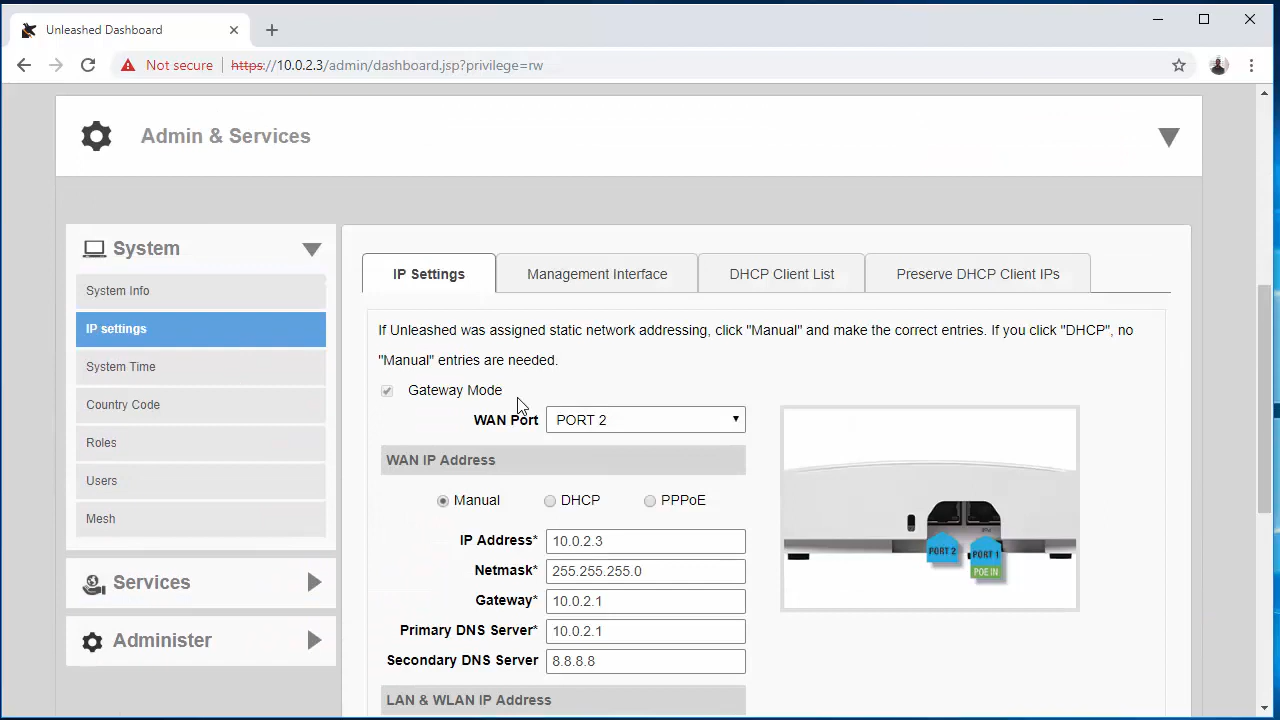 Unleashed Dashboard
Not secure https://10.0.2.3/admin/dashboard.jsp?privilege=rw
Admin & Services
System
System Info
IP settings
System Time
Country Code
Roles
Users
Mesh
Services
Administer
IP Settings Management Interface DHCP Client List Preserve DHCP Client IPs
If Unleashed was assigned static network addressing, click "Manual" and make the correct entries. If you click "DHCP", no
"Manual" entries are needed.
Gateway Mode
WAN Port PORT 2
WAN IP Address
Manual DHCP PPPoE
IP Address* 10.0.2.3
Netmask* 255.255.255.0
Gateway* 10.0.2.1
Primary DNS Server* 10.0.2.1
Secondary DNS Server 8.8.8.8
LAN & WLAN IP Address
PORT 2
PORT 1
POE IN